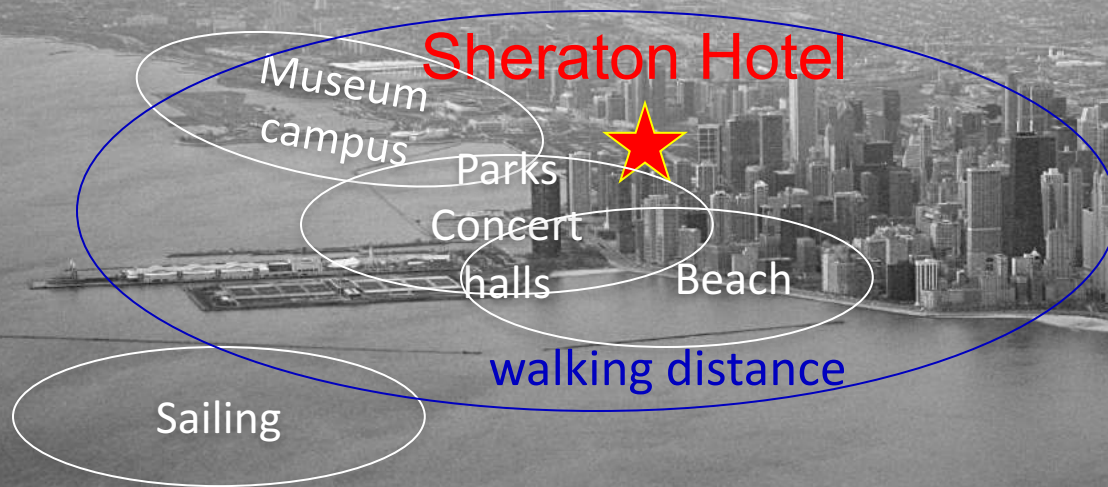 Sheraton Hotel
Museum
campus
Parks
Concert
halls
Beach
walking distance
Sailing